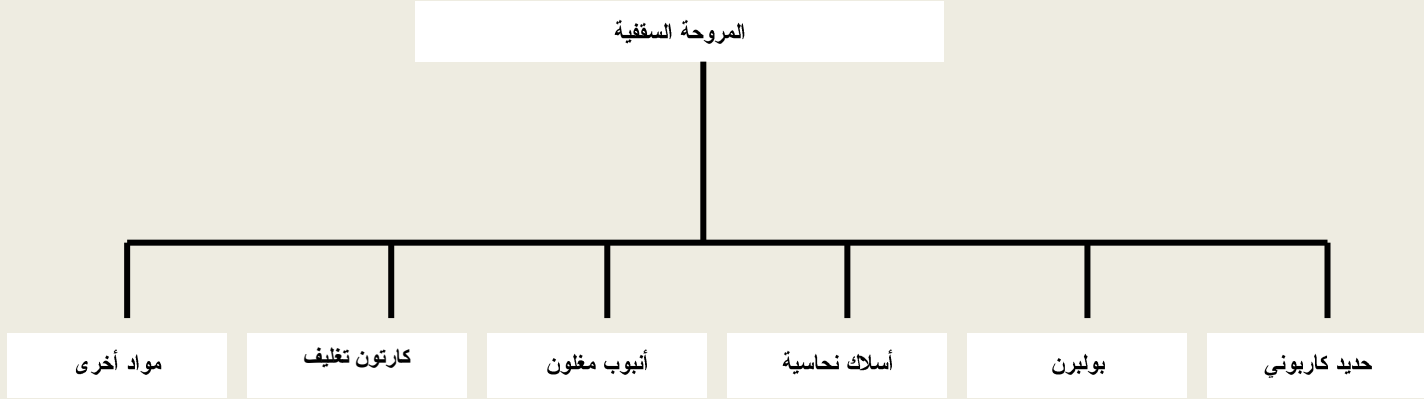 المروحة السقفية
حديد كاربوني
بولبرن
أسلاك نحاسية
أنبوب مغلون
كارتون تغليف
مواد أخرى